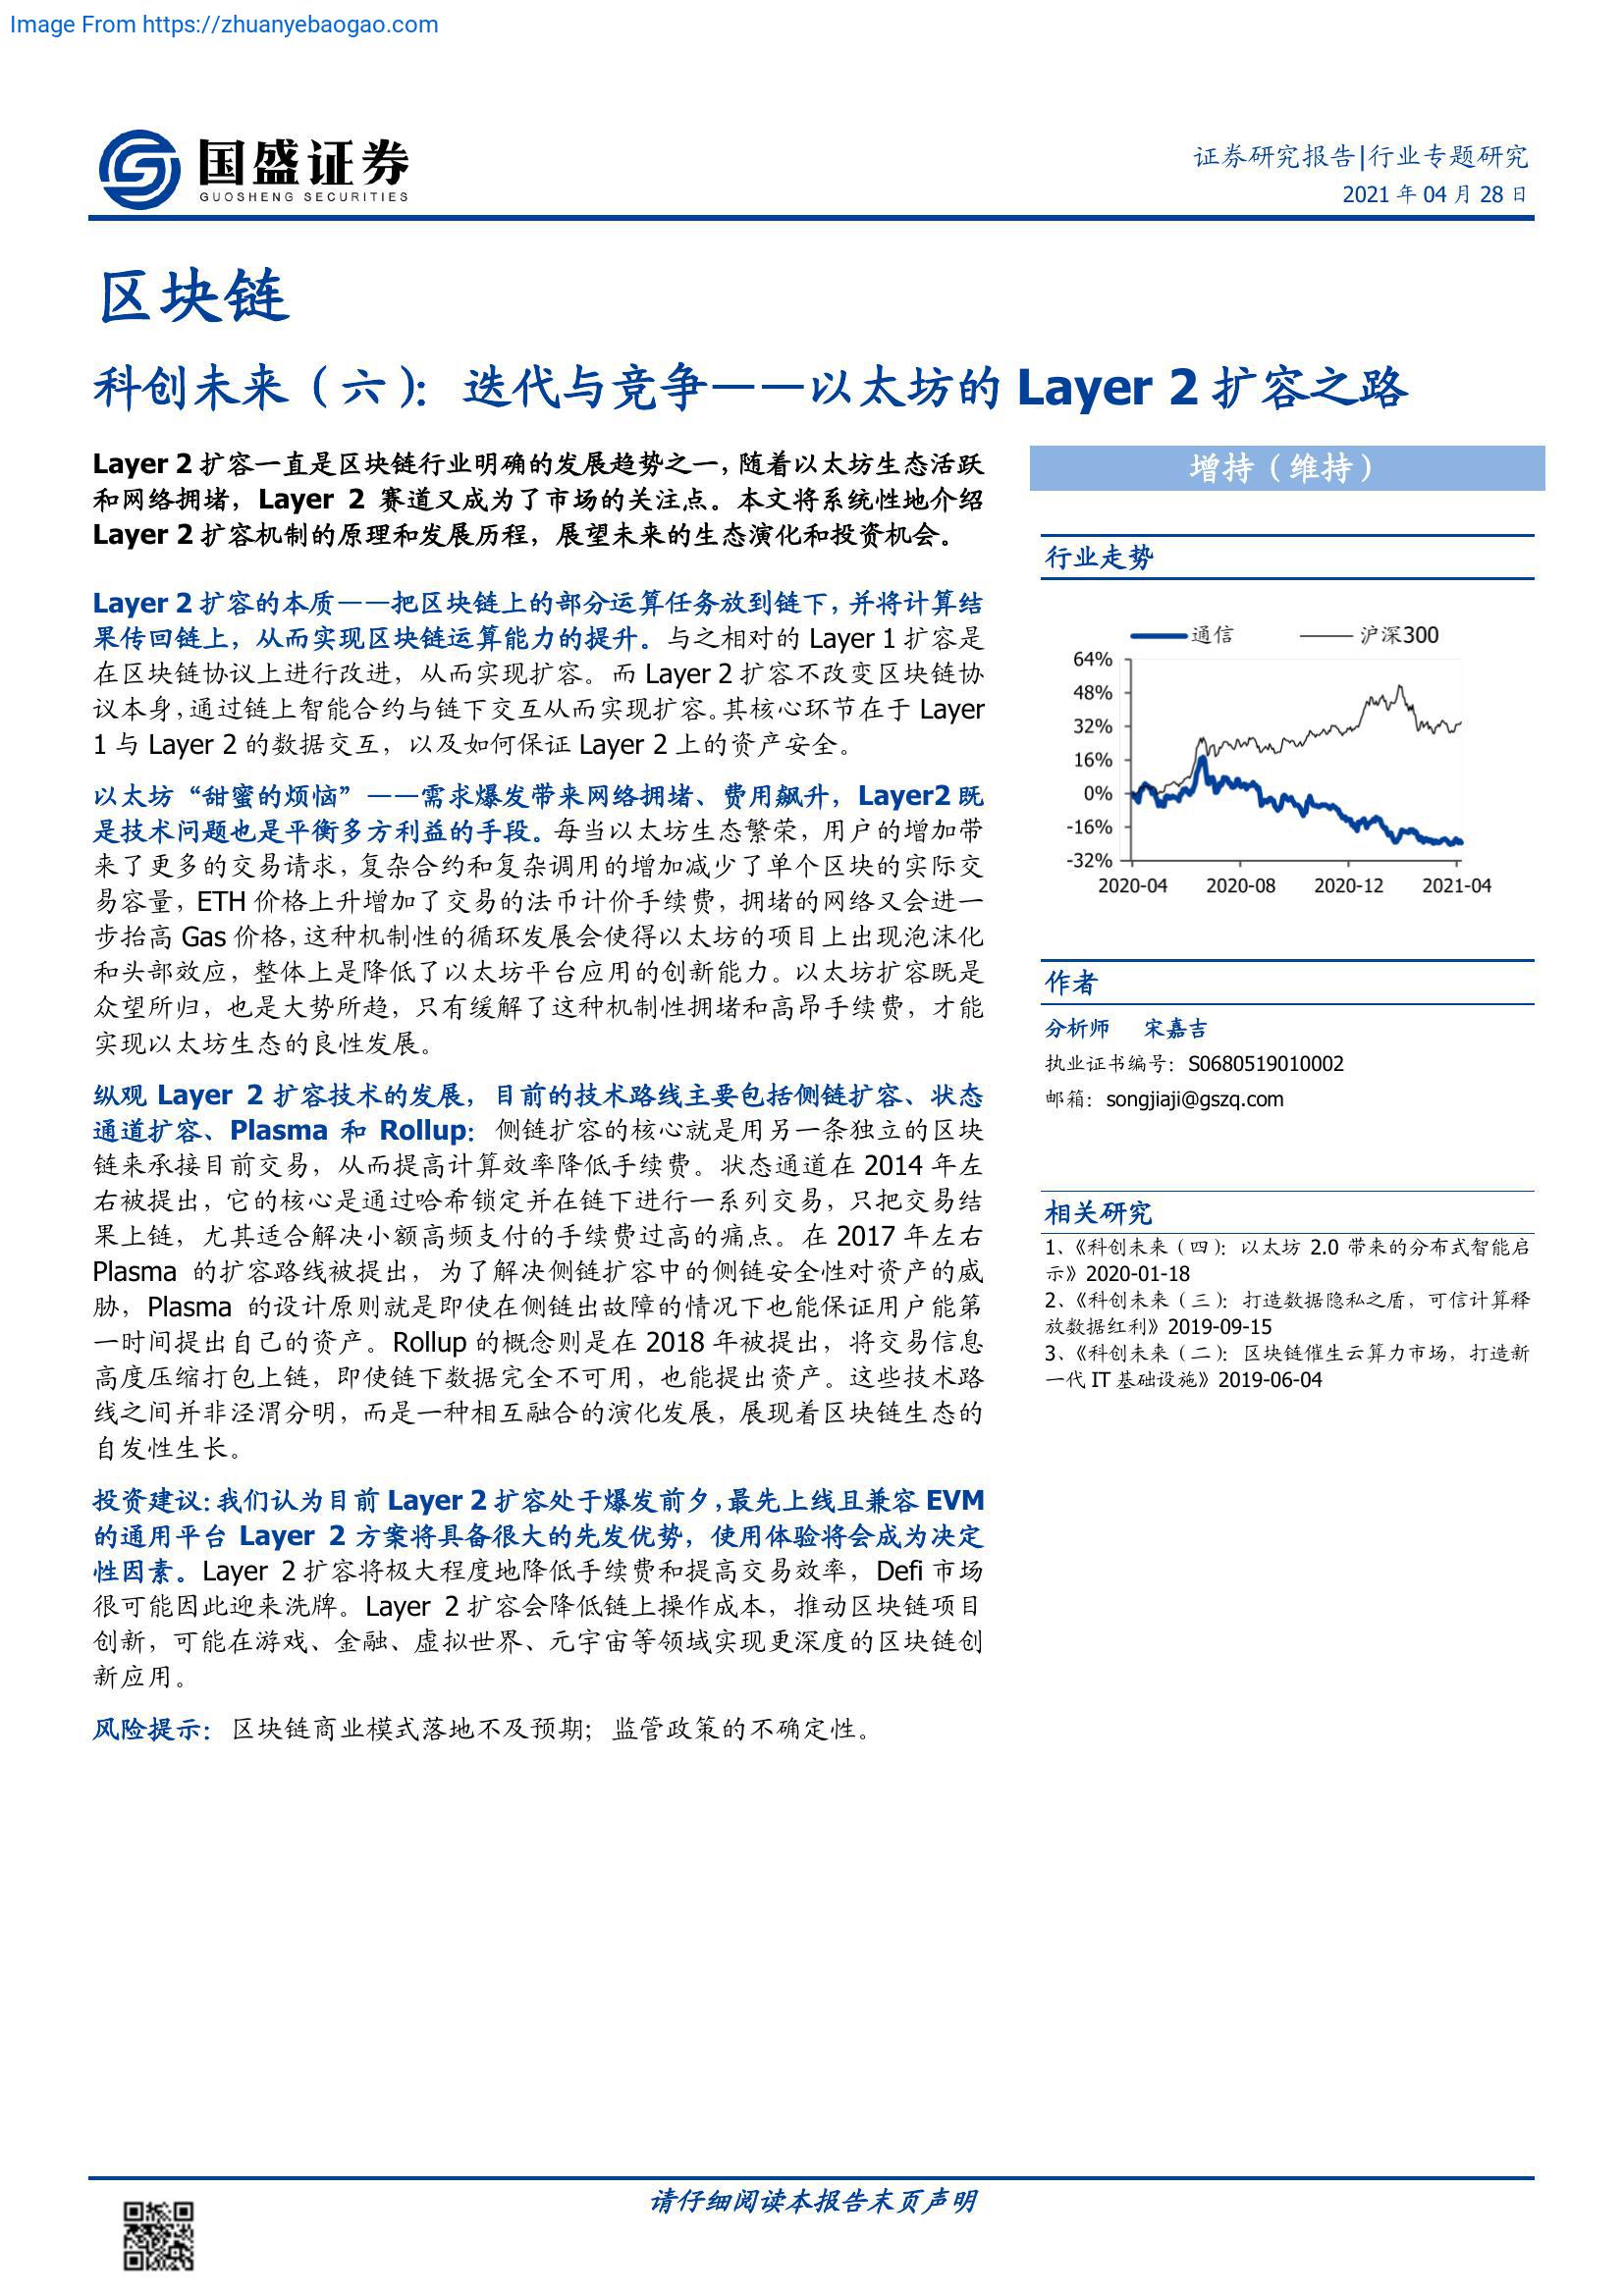 Image From https://zhuanyebaogao.com
国盛证券
GUOSHENG SECURITIES
证券研究报告|行业专题研究
2021 年 04 月 28 日
区块链
科创未来（六）：迭代与竞争——以太坊的 Layer 2 扩容之路
Layer 2 扩容一直是区块链行业明确的发展趋势之一，随着以太坊生态活跃
和网络拥堵，Layer 2 赛道又成为了市场的关注点。本文将系统性地介绍
Layer 2 扩容机制的原理和发展历程，展望未来的生态演化和投资机会。
Layer 2 扩容的本质——把区块链上的部分运算任务放到链下，并将计算结
果传回链上，从而实现区块链运算能力的提升。与之相对的 Layer 1 扩容是
在区块链协议上进行改进，从而实现扩容。而 Layer 2 扩容不改变区块链协
议本身，通过链上智能合约与链下交互从而实现扩容。其核心环节在于 Layer
1 与 Layer 2 的数据交互，以及如何保证 Layer 2 上的资产安全。
以太坊“甜蜜的烦恼”——需求爆发带来网络拥堵、费用飙升，Layer2 既
是技术问题也是平衡多方利益的手段。每当以太坊生态繁荣，用户的增加带
来了更多的交易请求，复杂合约和复杂调用的增加减少了单个区块的实际交
易容量，ETH 价格上升增加了交易的法币计价手续费，拥堵的网络又会进一
步抬高 Gas 价格，这种机制性的循环发展会使得以太坊的项目上出现泡沫化
和头部效应，整体上是降低了以太坊平台应用的创新能力。以太坊扩容既是
众望所归，也是大势所趋，只有缓解了这种机制性拥堵和高昂手续费，才能
实现以太坊生态的良性发展。
纵观 Layer 2 扩容技术的发展，目前的技术路线主要包括侧链扩容、状态
通道扩容、Plasma 和 Rollup：侧链扩容的核心就是用另一条独立的区块
链来承接目前交易，从而提高计算效率降低手续费。状态通道在 2014 年左
右被提出，它的核心是通过哈希锁定并在链下进行一系列交易，只把交易结
果上链，尤其适合解决小额高频支付的手续费过高的痛点。在 2017 年左右
Plasma 的扩容路线被提出，为了解决侧链扩容中的侧链安全性对资产的威
胁，Plasma 的设计原则就是即使在侧链出故障的情况下也能保证用户能第
一时间提出自己的资产。Rollup 的概念则是在 2018 年被提出，将交易信息
高度压缩打包上链，即使链下数据完全不可用，也能提出资产。这些技术路
线之间并非泾渭分明，而是一种相互融合的演化发展，展现着区块链生态的
自发性生长。
投资建议：我们认为目前 Layer 2 扩容处于爆发前夕，最先上线且兼容 EVM
的通用平台 Layer 2 方案将具备很大的先发优势，使用体验将会成为决定
性因素。Layer 2 扩容将极大程度地降低手续费和提高交易效率，Defi 市场
很可能因此迎来洗牌。Layer 2 扩容会降低链上操作成本，推动区块链项目
创新，可能在游戏、金融、虚拟世界、元宇宙等领域实现更深度的区块链创
新应用。
风险提示：区块链商业模式落地不及预期；监管政策的不确定性。
增持（维持）
行业走势
通信 沪深300
64%
48%
32%
16%
0%
-16%
-32%
2020-04 2020-08 2020-12 2021-04
作者
分析师 宋嘉吉
执业证书编号：S0680519010002
邮箱：songjiaji@gszq.com
相关研究
1、《科创未来（四）：以太坊 2.0 带来的分布式智能启
示》2020-01-18
2、《科创未来（三）：打造数据隐私之盾，可信计算释
放数据红利》2019-09-15
3、《科创未来（二）：区块链催生云算力市场，打造新
一代 IT 基础设施》2019-06-04
请仔细阅读本报告末页声明